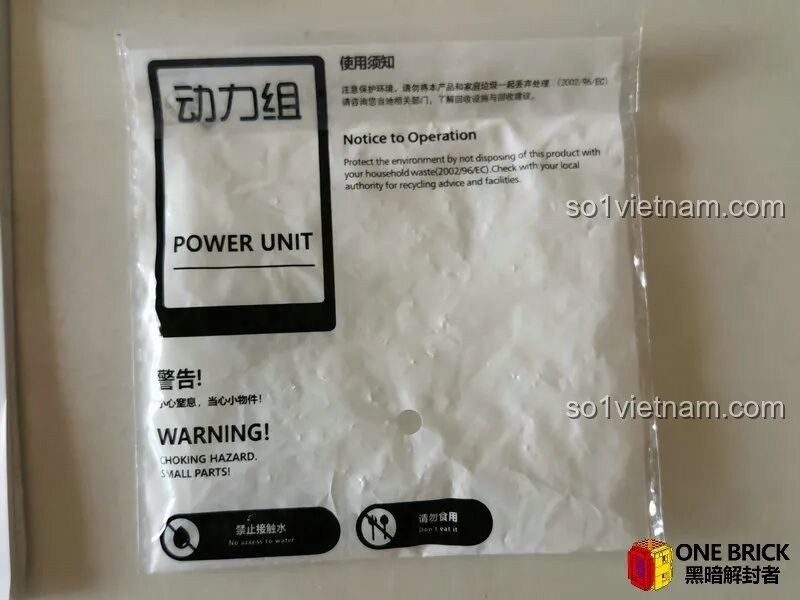 动力组
POWER UNIT
使用须知
注意保护环境，请勿将本产品和家庭垃圾一起丢弃处理 (2002/96/EC)
请咨询您当地相关部门，了解回收设施与回收建议。
Notice to Operation
Protect the environment by not disposing of this product with
your household waste(2002/96/EC).Check with your local
authority for recycling advice and facilities.
so1vietnam.com
警告!
小心窒息，当心小物件!
so1vietnam.com
WARNING!
CHOKING HAZARD.
SMALL PARTS!
禁止接触水
No access to water
请勿食用
Don't eat it
ONE BRICK
黑暗解封者